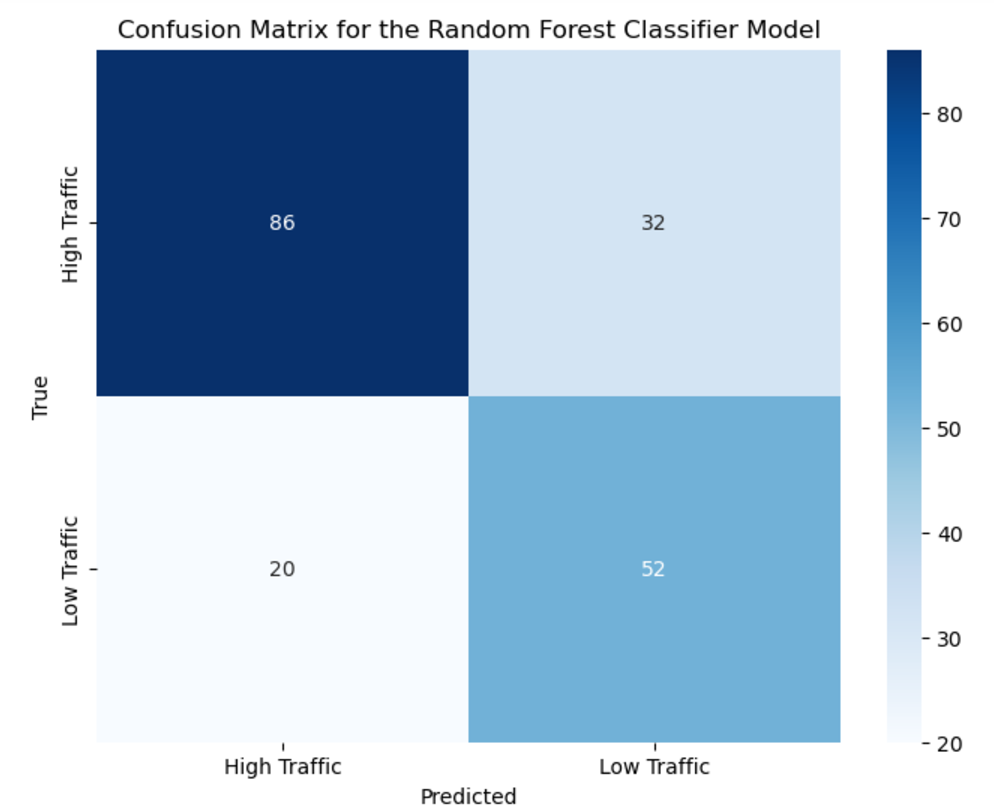 Confusion Matrix for the Random Forest Classifier Model
High Traffic
86
32
80
70
60
50
40
30
20
True
Low Traffic
20
52
High Traffic
Low Traffic
Predicted